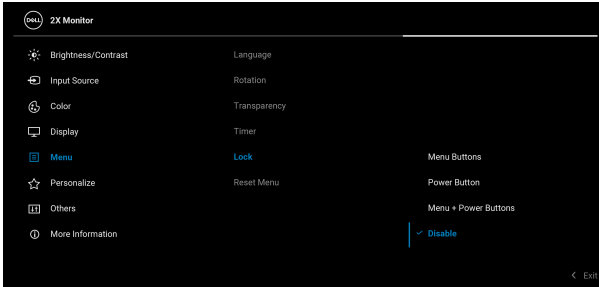 DELL 2X Monitor
Brightness/Contrast Language
Input Source Rotation
Color Transparency
Display Timer
Menu Lock Menu Buttons
Personalize Reset Menu Power Button
Others Menu + Power Buttons
More Information Disable
Exit